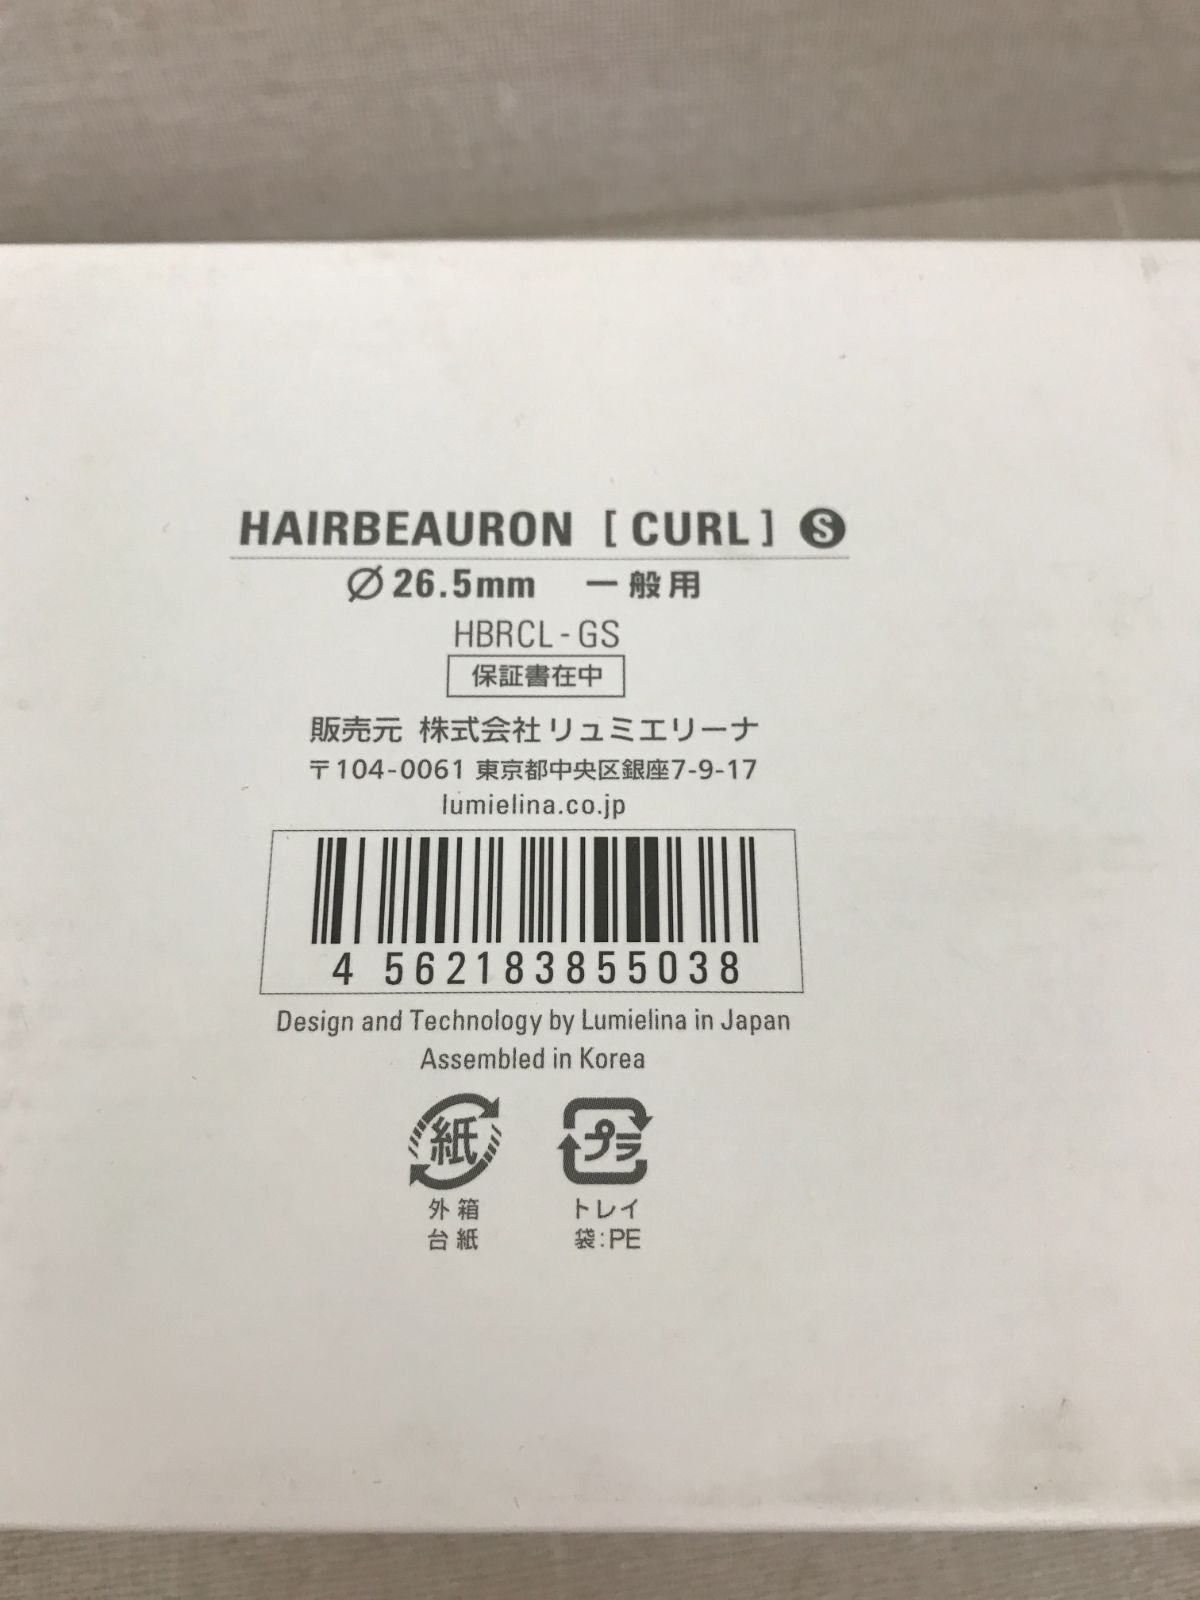 HAIRBEAURON [ CURL ] S
∅26.5mm 一般用
HBRCL-GS
保証書在中
販売元 株式会社リュミエリーナ
〒104-0061 東京都中央区銀座7-9-17
lumielina.co.jp
4 562183855038
Design and Technology by Lumielina in Japan
Assembled in Korea
紙 プラ
外箱 トレイ
台紙 袋:PE